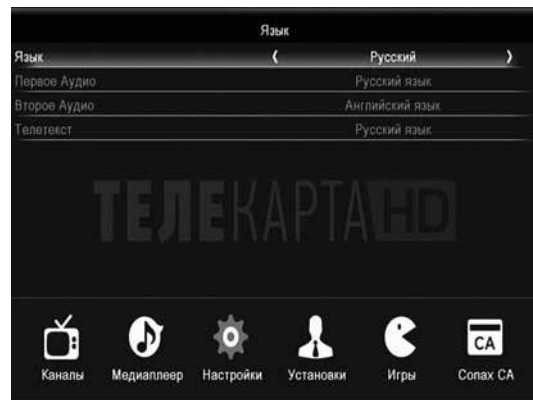 Язык
Язык ( Русский )
Первое Аудио Русский язык
Второе Аудио Английский язык
Телетекст Русский язык
ТЕЛЕКАРТА HD
CA
Каналы Медиаплеер Настройки Установки Игры Conax CA